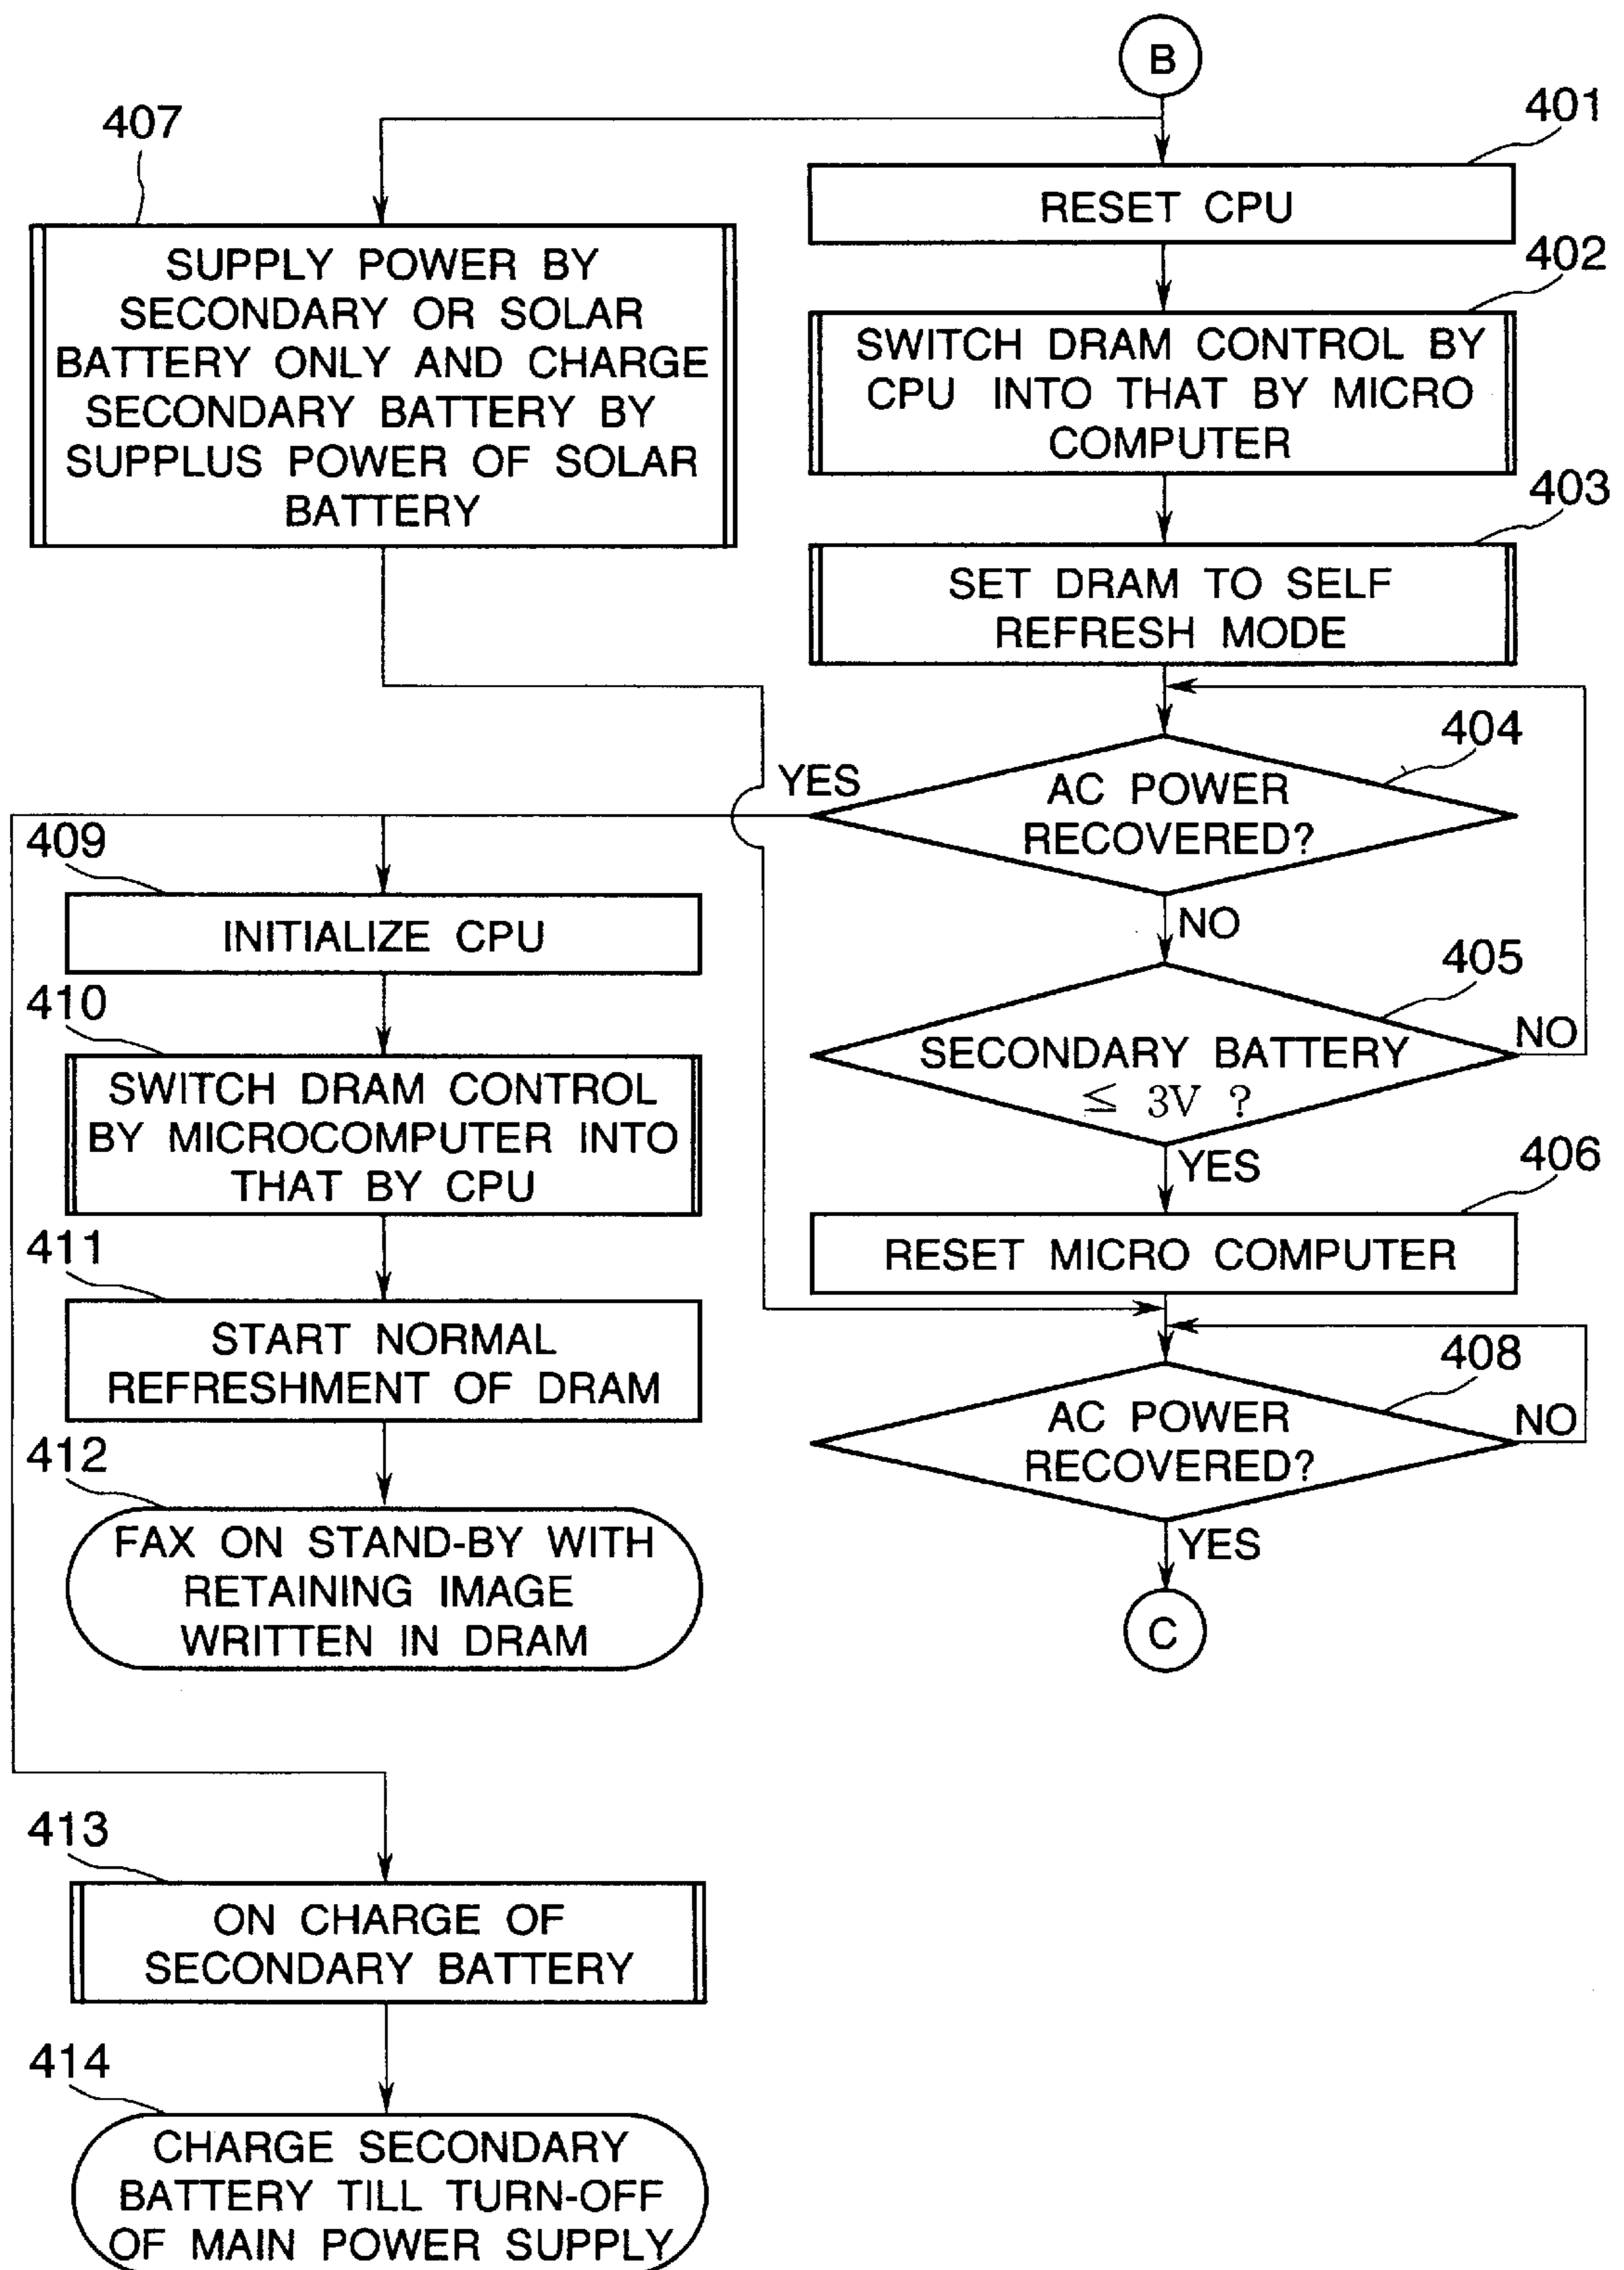 B
401
RESET CPU
402
SWITCH DRAM CONTROL BY
CPU INTO THAT BY MICRO
COMPUTER
403
SET DRAM TO SELF
REFRESH MODE
407
SUPPLY POWER BY
SECONDARY OR SOLAR
BATTERY ONLY AND CHARGE
SECONDARY BATTERY BY
SUPPLUS POWER OF SOLAR
BATTERY
404
AC POWER
RECOVERED?
YES
NO
405
SECONDARY BATTERY
≦ 3V ?
NO
YES
406
RESET MICRO COMPUTER
408
AC POWER
RECOVERED?
NO
YES
C
409
INITIALIZE CPU
410
SWITCH DRAM CONTROL
BY MICROCOMPUTER INTO
THAT BY CPU
411
START NORMAL
REFRESHMENT OF DRAM
412
FAX ON STAND-BY WITH
RETAINING IMAGE
WRITTEN IN DRAM
413
ON CHARGE OF
SECONDARY BATTERY
414
CHARGE SECONDARY
BATTERY TILL TURN-OFF
OF MAIN POWER SUPPLY